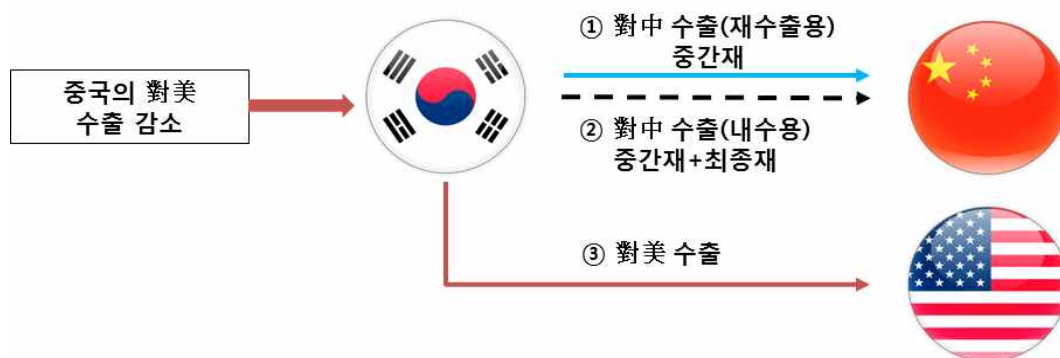 중국의 對美
수출 감소
① 對中 수출(재수출용)
중간재
② 對中 수출(내수용)
중간재+최종재
③ 對美 수출